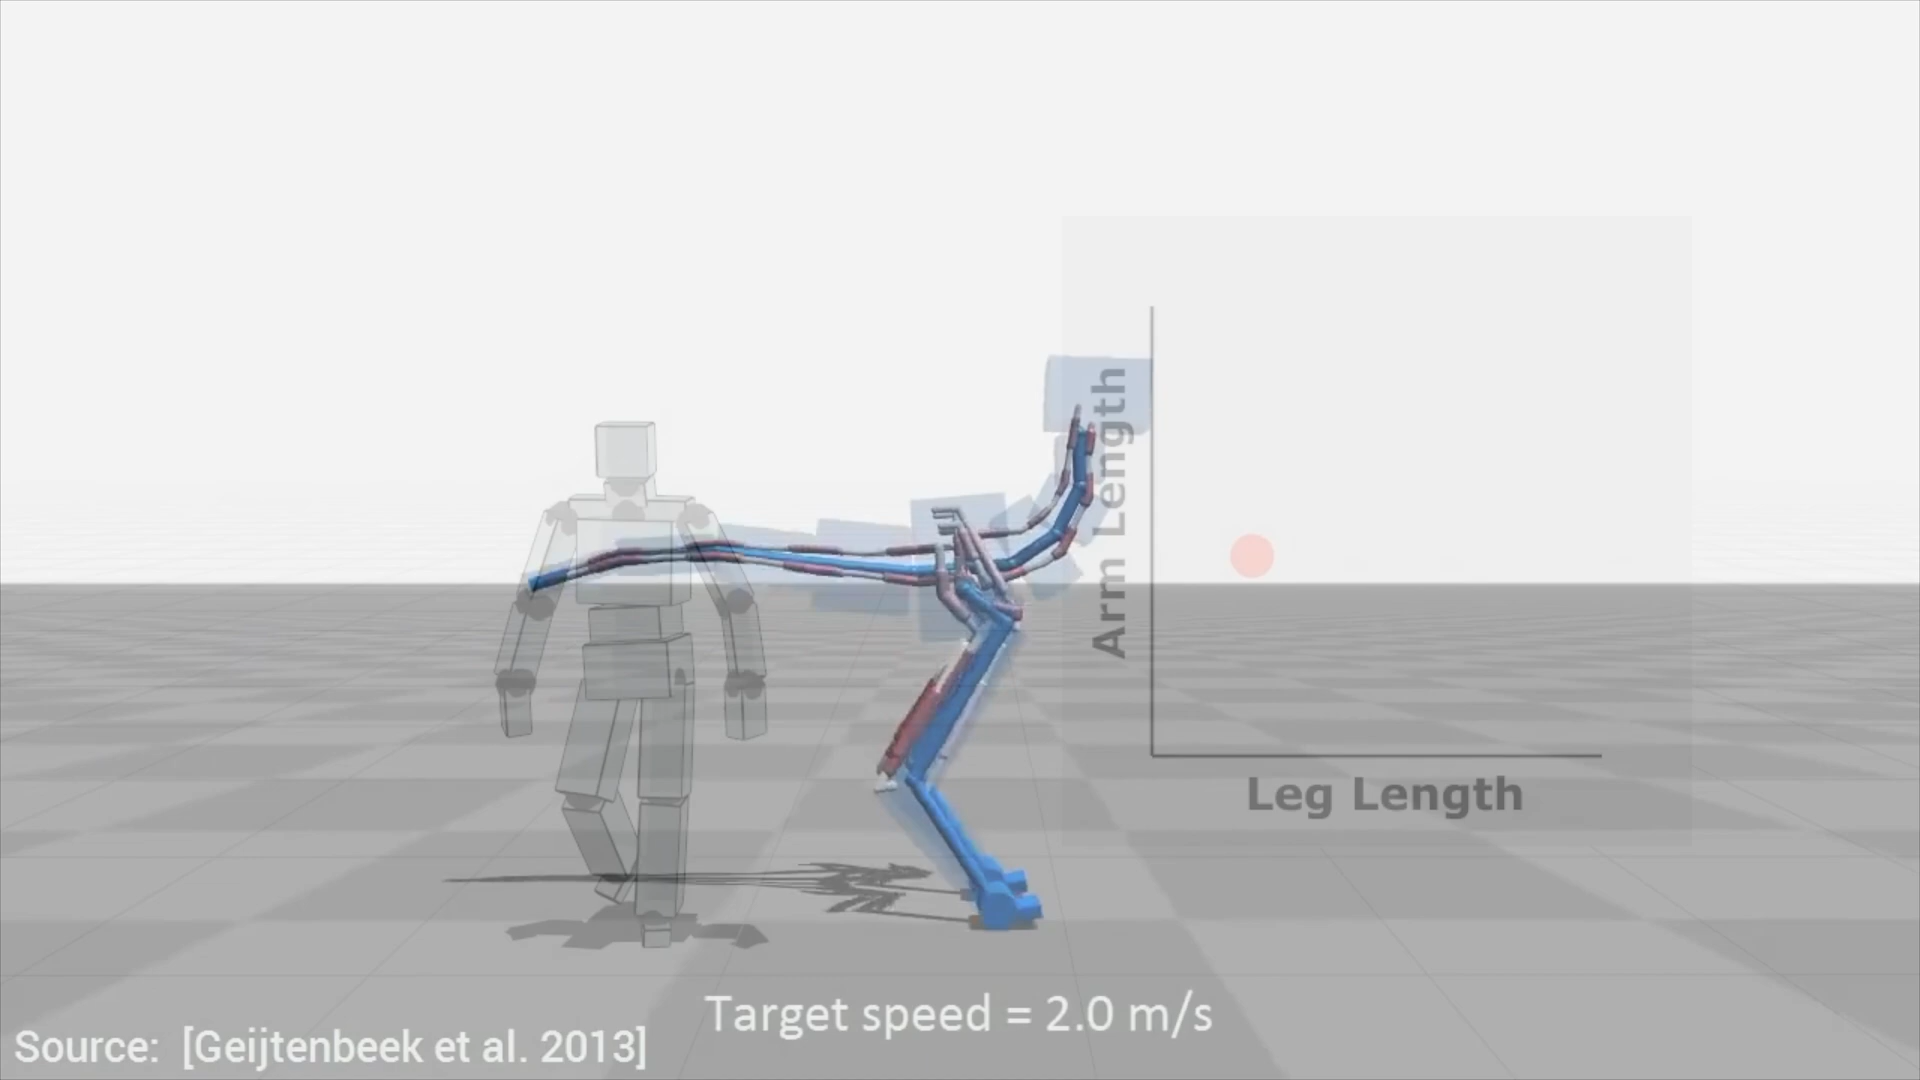 Arm Length
Leg Length
Target speed = 2.0 m/s
Source: [Geijtenbeek et al. 2013]